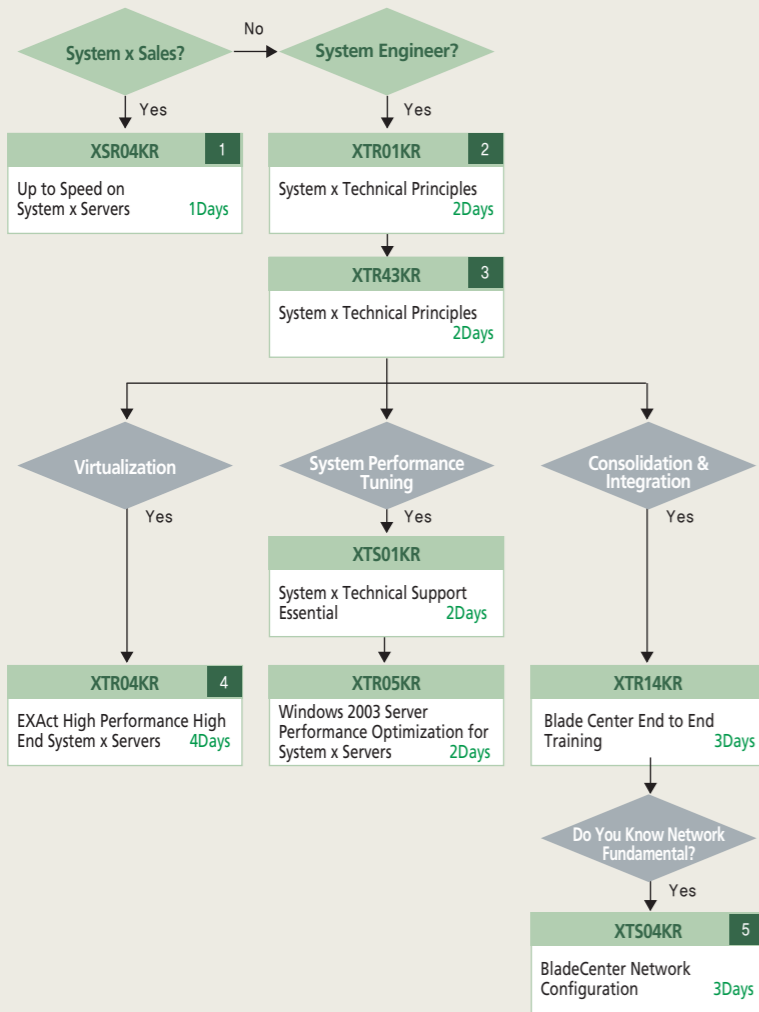 No
System x Sales?
System Engineer?
Yes
Yes
XSR04KR 1
Up to Speed on
System x Servers 1Days
XTR01KR 2
System x Technical Principles
2Days
XTR43KR 3
System x Technical Principles
2Days
Virtualization
System Performance
Tuning
Consolidation &
Integration
Yes
Yes
Yes
XTS01KR
System x Technical Support
Essential 2Days
XTR04KR 4
EXAct High Performance High
End System x Servers 4Days
XTR05KR
Windows 2003 Server
Performance Optimization for
System x Servers 2Days
XTR14KR
Blade Center End to End
Training 3Days
Do You Know Network
Fundamental?
Yes
XTS04KR 5
BladeCenter Network
Configuration 3Days